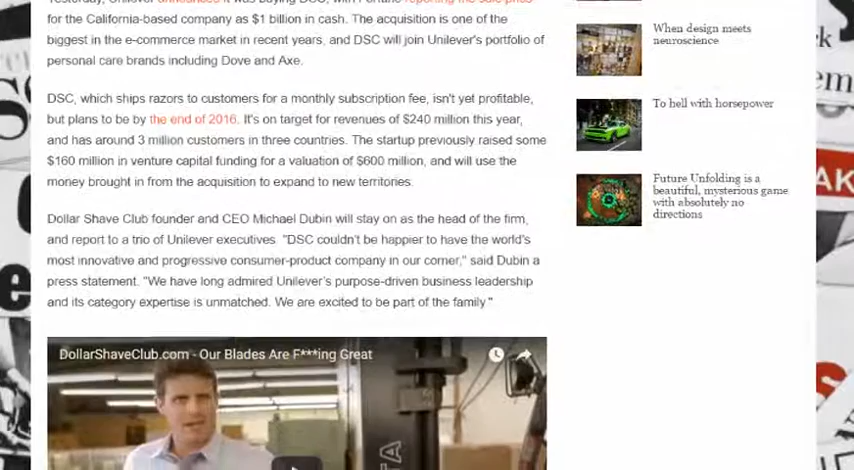 for the California-based company as $1 billion in cash. The acquisition is one of the
biggest in the e-commerce market in recent years, and DSC will join Unilever's portfolio of
personal care brands including Dove and Axe.
DSC, which ships razors to customers for a monthly subscription fee, isn't yet profitable,
but plans to be by the end of 2016. It's on target for revenues of $240 million this year,
and has around 3 million customers in three countries. The startup previously raised some
$160 million in venture capital funding for a valuation of $600 million, and will use the
money brought in from the acquisition to expand to new territories.
Dollar Shave Club founder and CEO Michael Dubin will stay on as the head of the firm,
and report to a trio of Unilever executives. "DSC couldn't be happier to have the world's
most innovative and progressive consumer-product company in our corner," said Dubin a
press statement. "We have long admired Unilever's purpose-driven business leadership
and its category expertise is unmatched. We are excited to be part of the family."
DollarShaveClub.com - Our Blades Are F***ing Great
When design meets
neuroscience
To hell with horsepower
Future Unfolding is a
beautiful, mysterious game
with absolutely no
directions